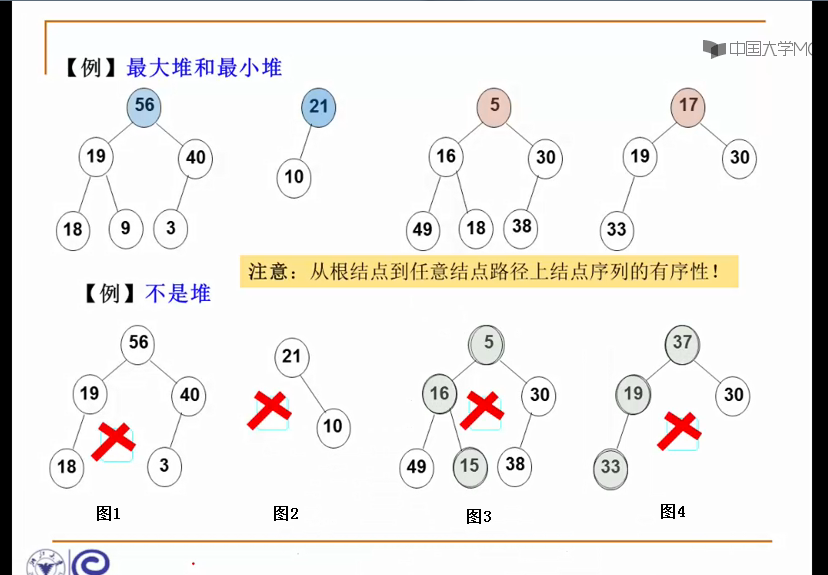 中国大学MO
【例】最大堆和最小堆
56 21 5 17
19 40 10 16 30 19 30
18 9 3 49 18 38 33
注意：从根结点到任意结点路径上结点序列的有序性！
【例】不是堆
56 21 5 37
19 40 10 16 30 19 30
18 3 49 15 38 33
图1 图2 图3 图4